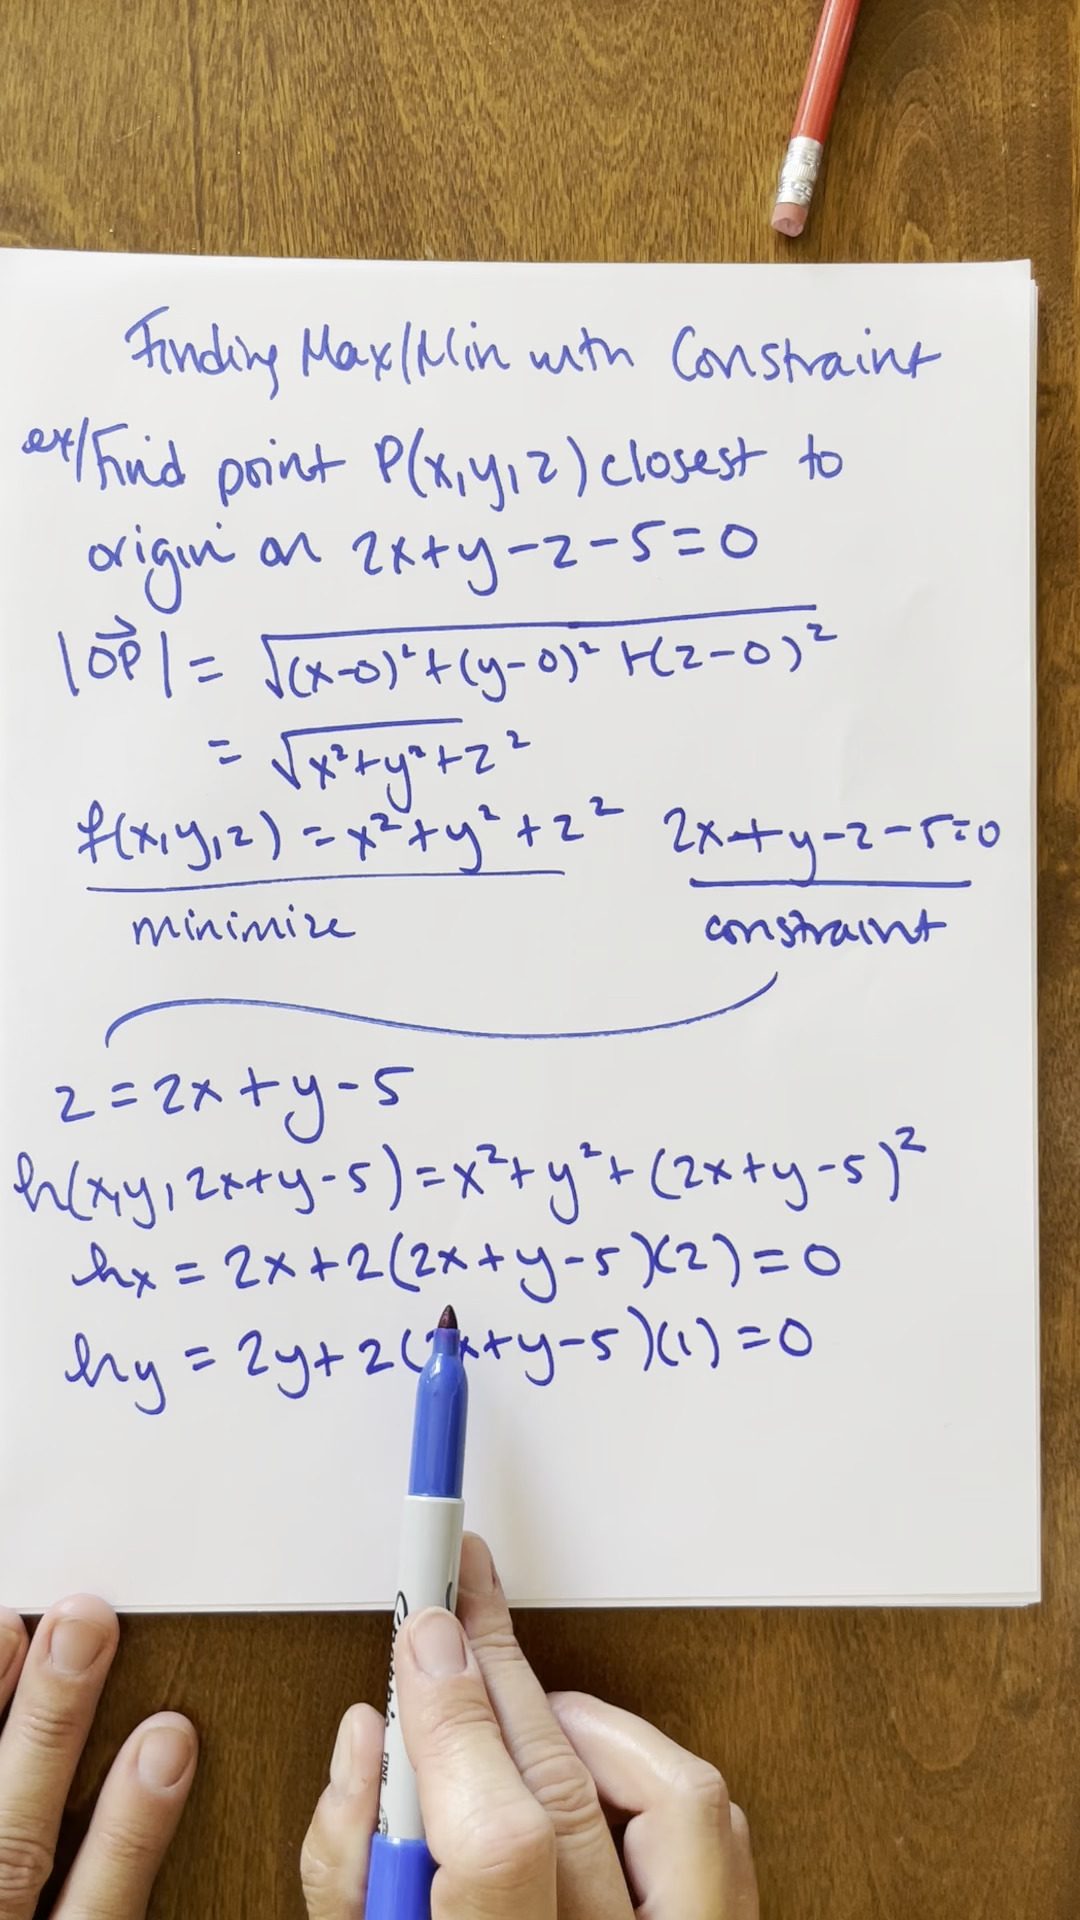 Finding Max/Min with Constraint
ex/ Find point P(x,y,z) closest to
origin on 2x+y-z-5=0
|OP| = √(x-0)²+(y-0)²+(z-0)²
= √x²+y²+z²
f(x,y,z)=x²+y²+z² 2x+y-z-5=0
minimize constraint
z=2x+y-5
h(x,y,2x+y-5)=x²+y²+(2x+y-5)²
hx = 2x+2(2x+y-5)(2)=0
hy = 2y+2(2x+y-5)(1)=0
FINE